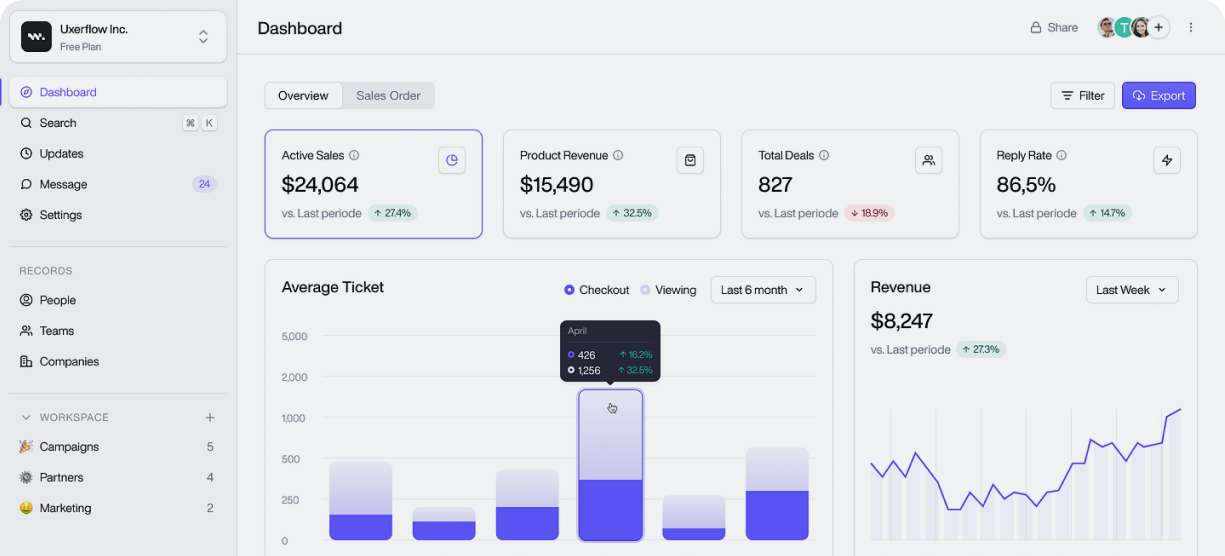 Uxerflow Inc.
Free Plan
Dashboard
Search ⌘ K
Updates
Message 24
Settings
RECORDS
People
Teams
Companies
WORKSPACE +
Campaigns 5
Partners 4
Marketing 2
Dashboard
Share T +
Overview Sales Order
Filter Export
Active Sales
$24,064
vs. Last periode ↑ 27.4%
Product Revenue
$15,490
vs. Last periode ↑ 32.5%
Total Deals
827
vs. Last periode ↓ 18.9%
Reply Rate
86,5%
vs. Last periode ↑ 14.7%
Average Ticket
Checkout Viewing Last 6 month
5,000
2,000
1,000
500
250
0
April
426 ↑ 16.2%
1,256 ↑ 32.5%
Revenue Last Week
$8,247
vs. Last periode ↑ 27.3%